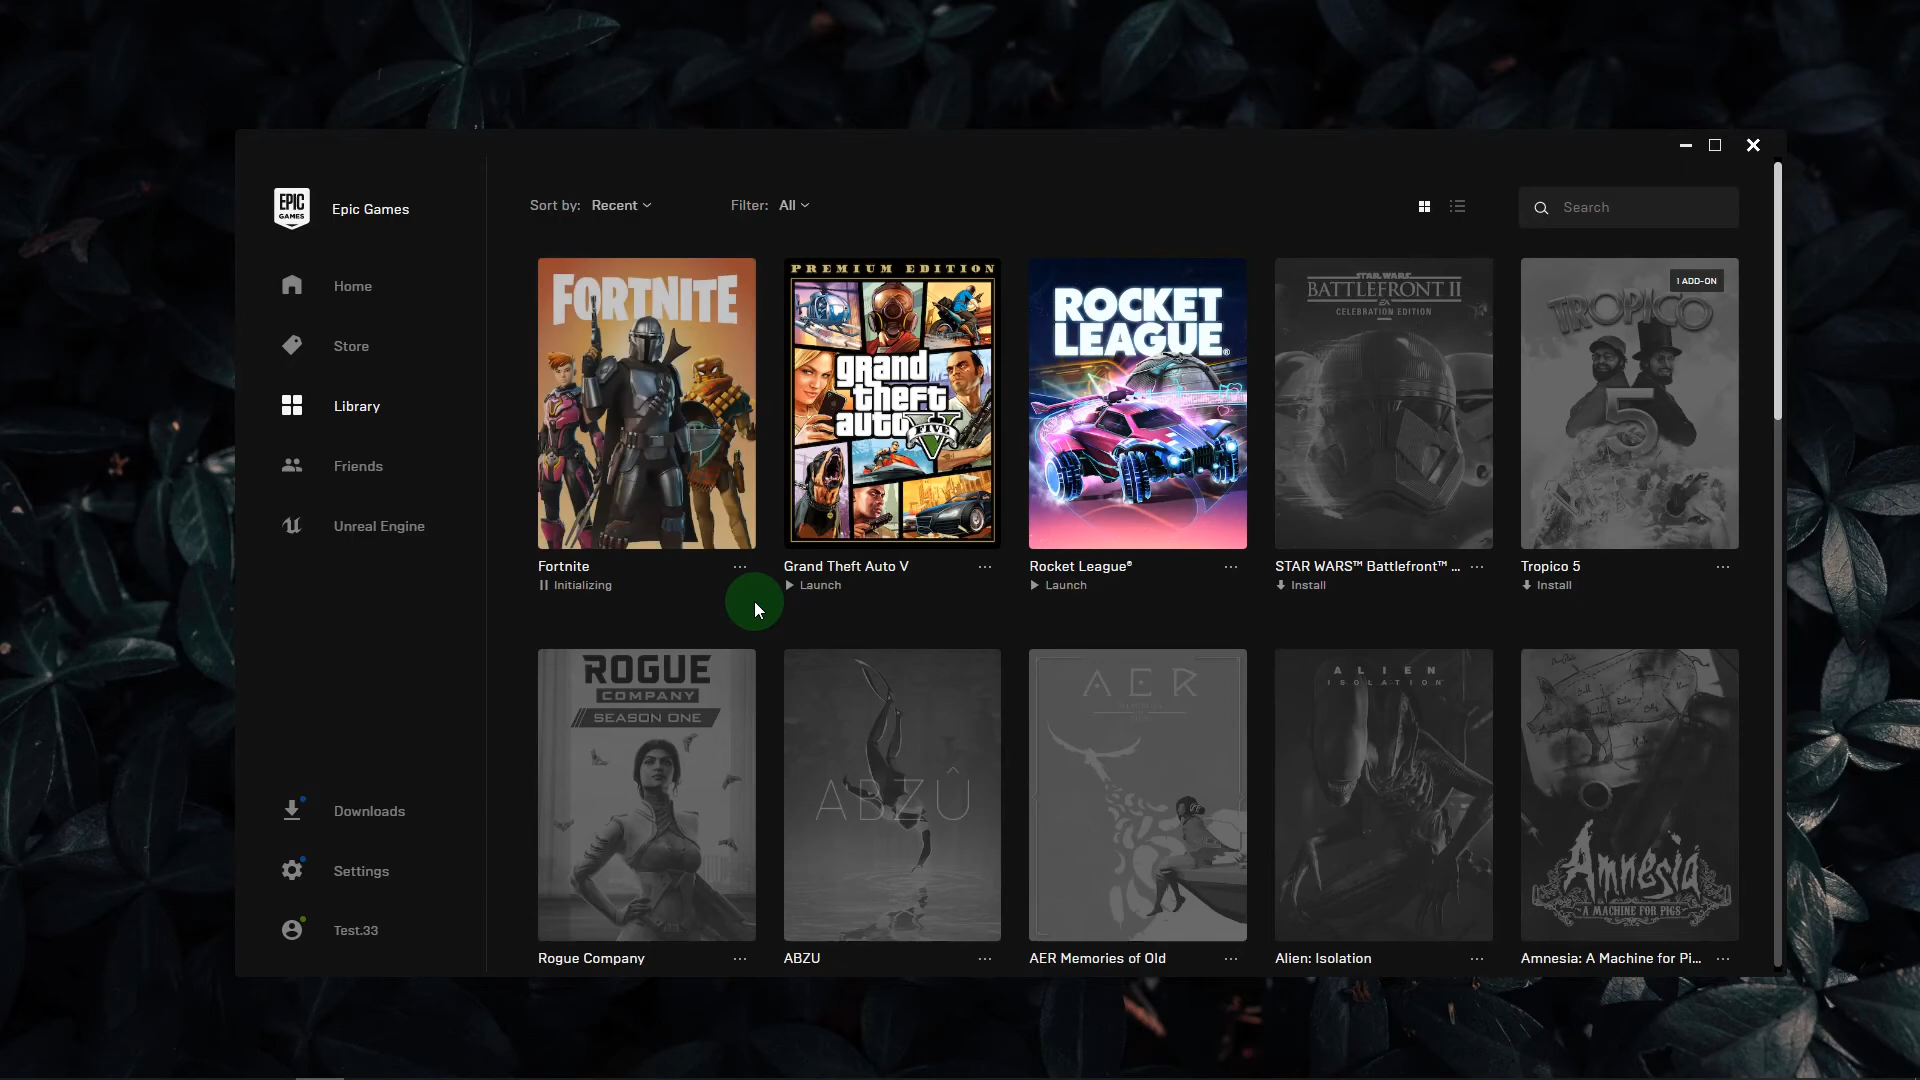 EPIC
GAMES
Epic Games
Home
Store
Library
Friends
Unreal Engine
Downloads
Settings
Test.33
Sort by: Recent
Filter: All
Search
FORTNITE
PREMIUM EDITION
grand
theft
auto
V
FIVE
ROCKET
LEAGUE®
STAR WARS
BATTLEFRONT II
EA
CELEBRATION EDITION
1 ADD-ON
TROPICO
5
Fortnite ...
Initializing
Grand Theft Auto V ...
Launch
Rocket League® ...
Launch
STAR WARS™ Battlefront™ ... ...
Install
Tropico 5 ...
Install
ROGUE
COMPANY
SEASON ONE
ABZÛ
AER
ALIEN
ISOLATION
Amnesia
A MACHINE FOR PIGS
Rogue Company ...
ABZU ...
AER Memories of Old ...
Alien: Isolation ...
Amnesia: A Machine for Pi... ...